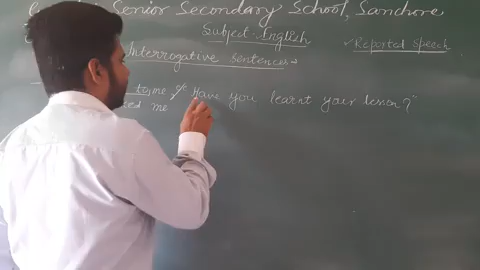 Senior Secondary School, Sanchore
Subject-English
✓Reported speech
Interrogative Sentences
to me, "Have you learnt your lesson?"
me